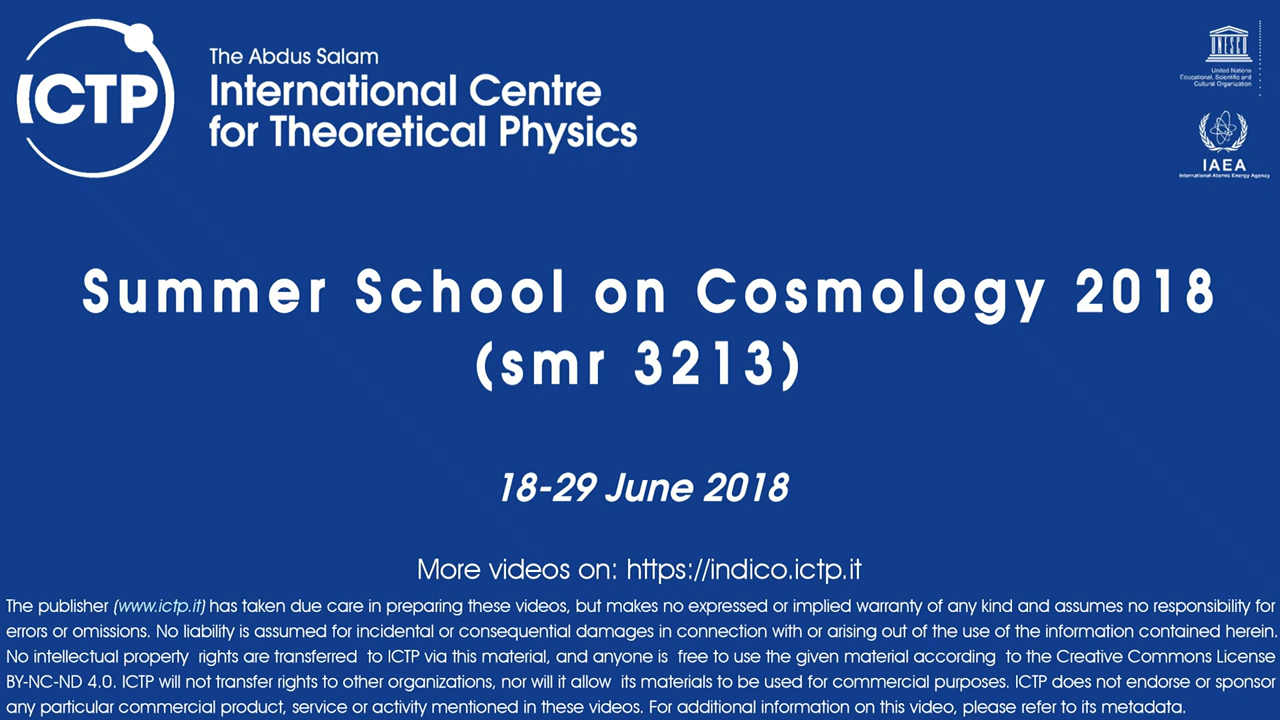 ICTP
The Abdus Salam
International Centre
for Theoretical Physics
UNESCO
United Nations
Educational, Scientific and
Cultural Organization
IAEA
International Atomic Energy Agency
Summer School on Cosmology 2018
(smr 3213)
18-29 June 2018
More videos on: https://indico.ictp.it
The publisher (www.ictp.it) has taken due care in preparing these videos, but makes no expressed or implied warranty of any kind and assumes no responsibility for
errors or omissions. No liability is assumed for incidental or consequential damages in connection with or arising out of the use of the information contained herein.
No intellectual property rights are transferred to ICTP via this material, and anyone is free to use the given material according to the Creative Commons License
BY-NC-ND 4.0. ICTP will not transfer rights to other organizations, nor will it allow its materials to be used for commercial purposes. ICTP does not endorse or sponsor
any particular commercial product, service or activity mentioned in these videos. For additional information on this video, please refer to its metadata.